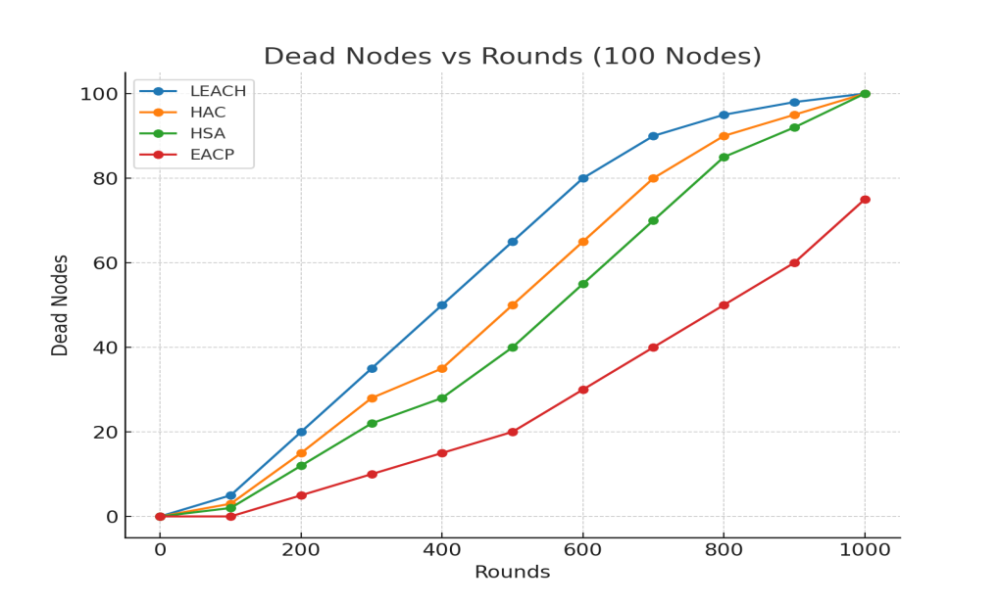 Dead Nodes vs Rounds (100 Nodes)
LEACH
HAC
HSA
EACP
Dead Nodes
100
80
60
40
20
0
0 200 400 600 800 1000
Rounds